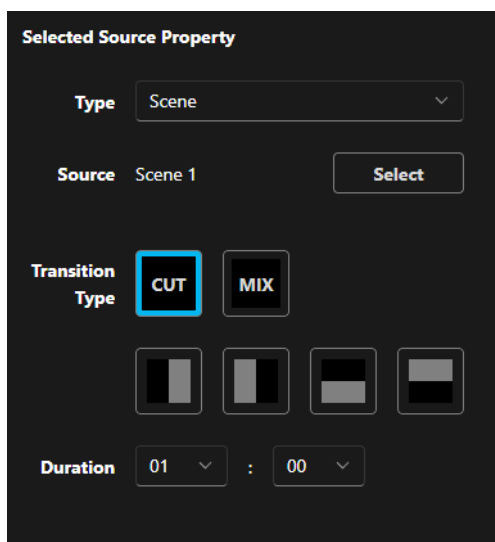 Selected Source Property
Type Scene
Source Scene 1 Select
Transition
Type
CUT MIX
Duration 01 : 00